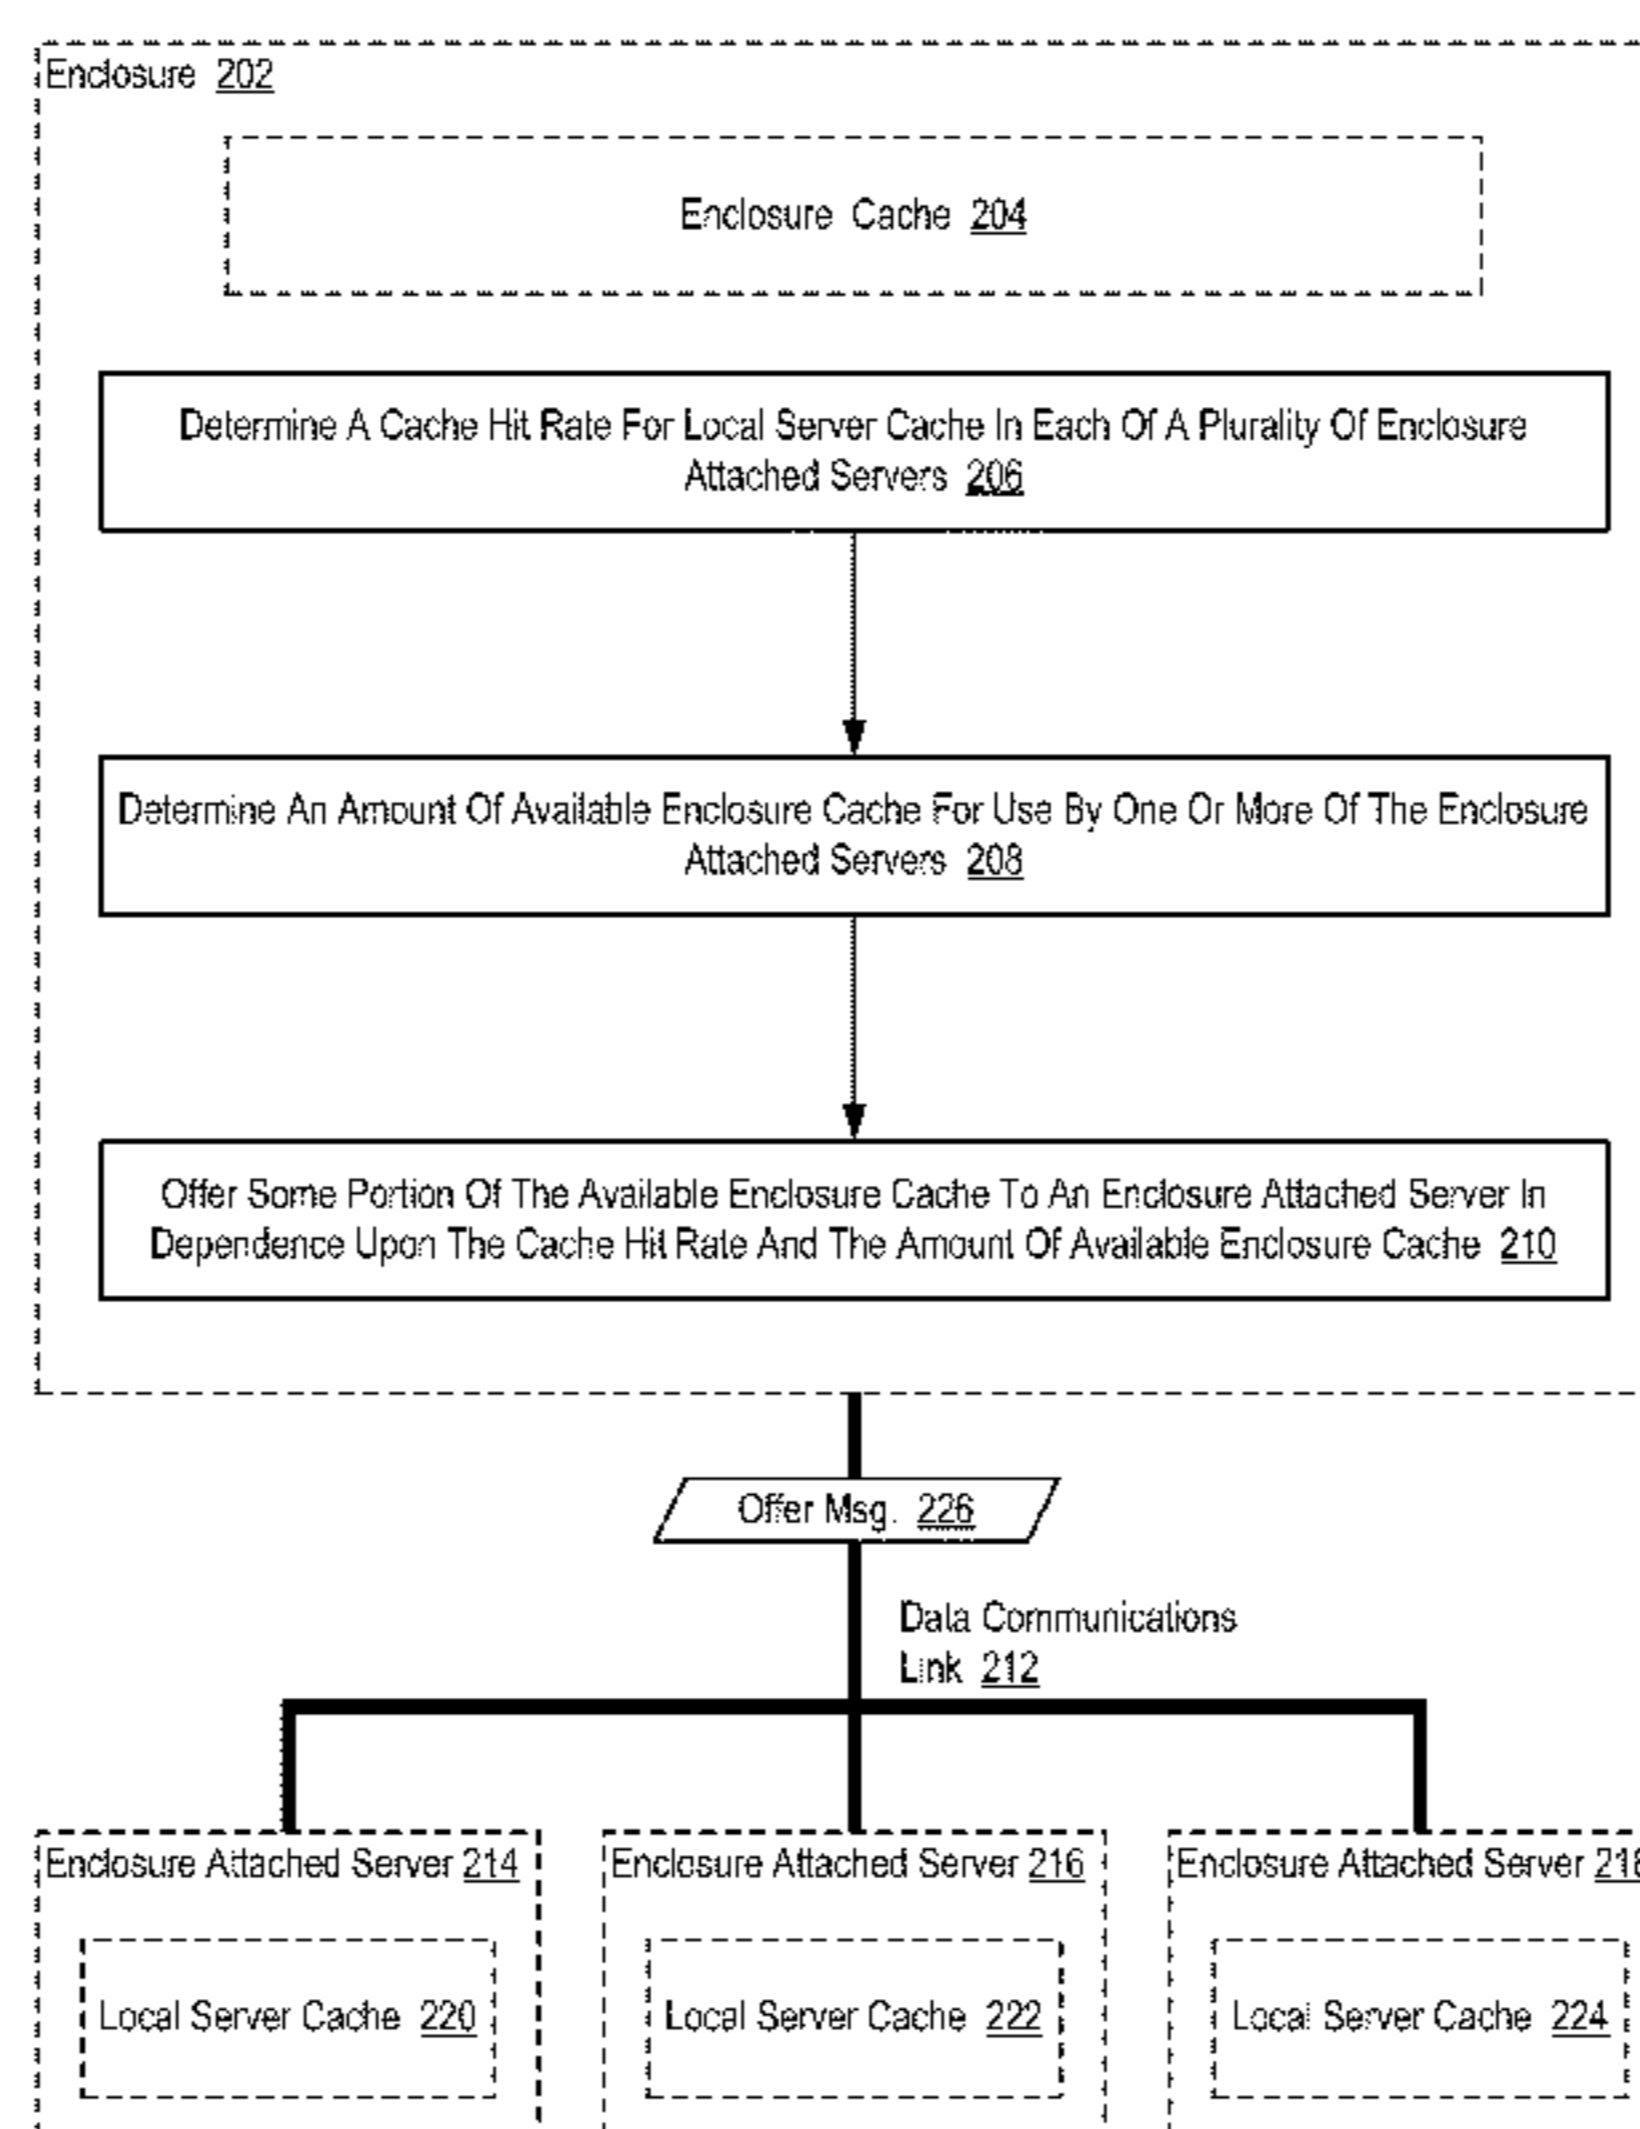 Enclosure 202
Enclosure Cache 204
Determine A Cache Hit Rate For Local Server Cache In Each Of A Plurality Of Enclosure
Attached Servers 206
Determine An Amount Of Available Enclosure Cache For Use By One Or More Of The Enclosure
Attached Servers 208
Offer Some Portion Of The Available Enclosure Cache To An Enclosure Attached Server In
Dependence Upon The Cache Hit Rate And The Amount Of Available Enclosure Cache 210
Offer Msg. 226
Data Communications
Link 212
Enclosure Attached Server 214
Enclosure Attached Server 216
Enclosure Attached Server 218
Local Server Cache 220
Local Server Cache 222
Local Server Cache 224